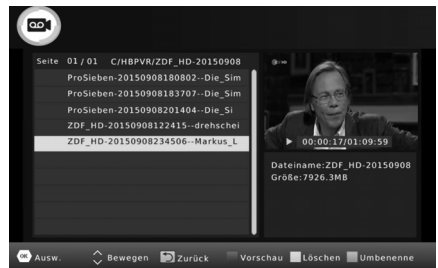 Seite 01/01 C/HBPVR/ZDF_HD-20150908
ProSieben-20150908180802--Die_Sim
ProSieben-20150908183707--Die_Sim
ProSieben-20150908201404--Die_Si
ZDF_HD-20150908122415--drehschei
ZDF_HD-20150908234506--Markus_L
00:00:17/01:09:59
Dateiname:ZDF_HD-20150908
Größe:7926.3MB
OK Ausw. Bewegen Zurück Vorschau Löschen Umbenenne